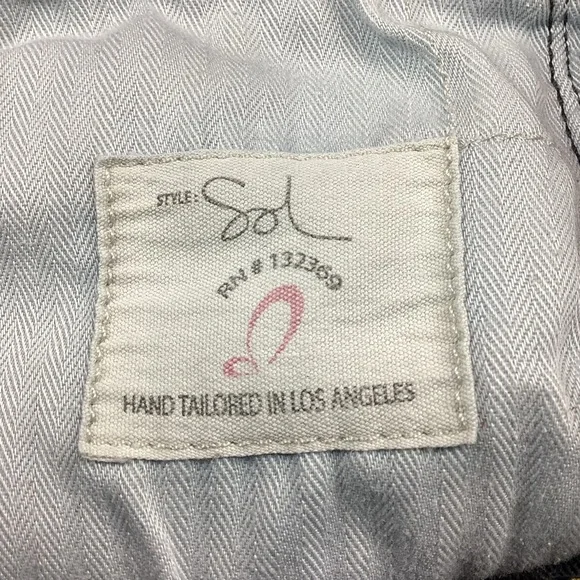 STYLE: Sol
RN # 132369
HAND TAILORED IN LOS ANGELES